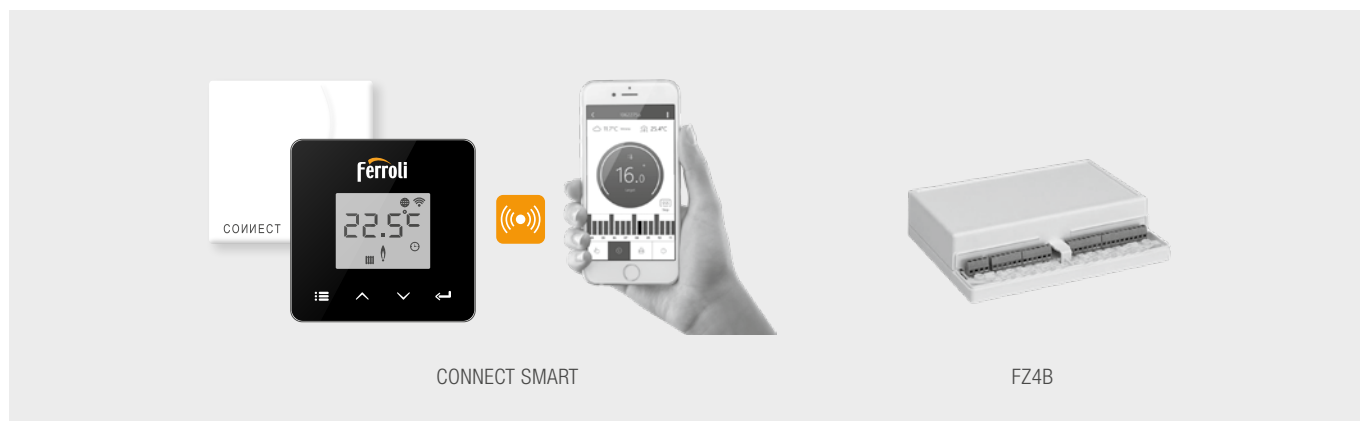 CONNECT
Ferroli
22.5°C
25.4°C
16.0
CONNECT SMART
FZ4B